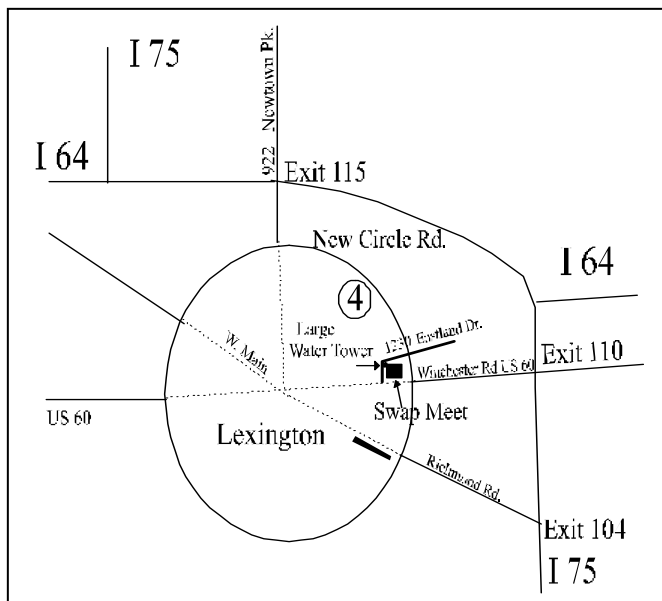 I 75
922 Newtown Pk.
I 64
Exit 115
New Circle Rd.
I 64
4
W. Main
Large
Water Tower
1230 Eastland Dr.
Winchester Rd US 60
Exit 110
US 60
Swap Meet
Lexington
Richmond Rd.
Exit 104
I 75